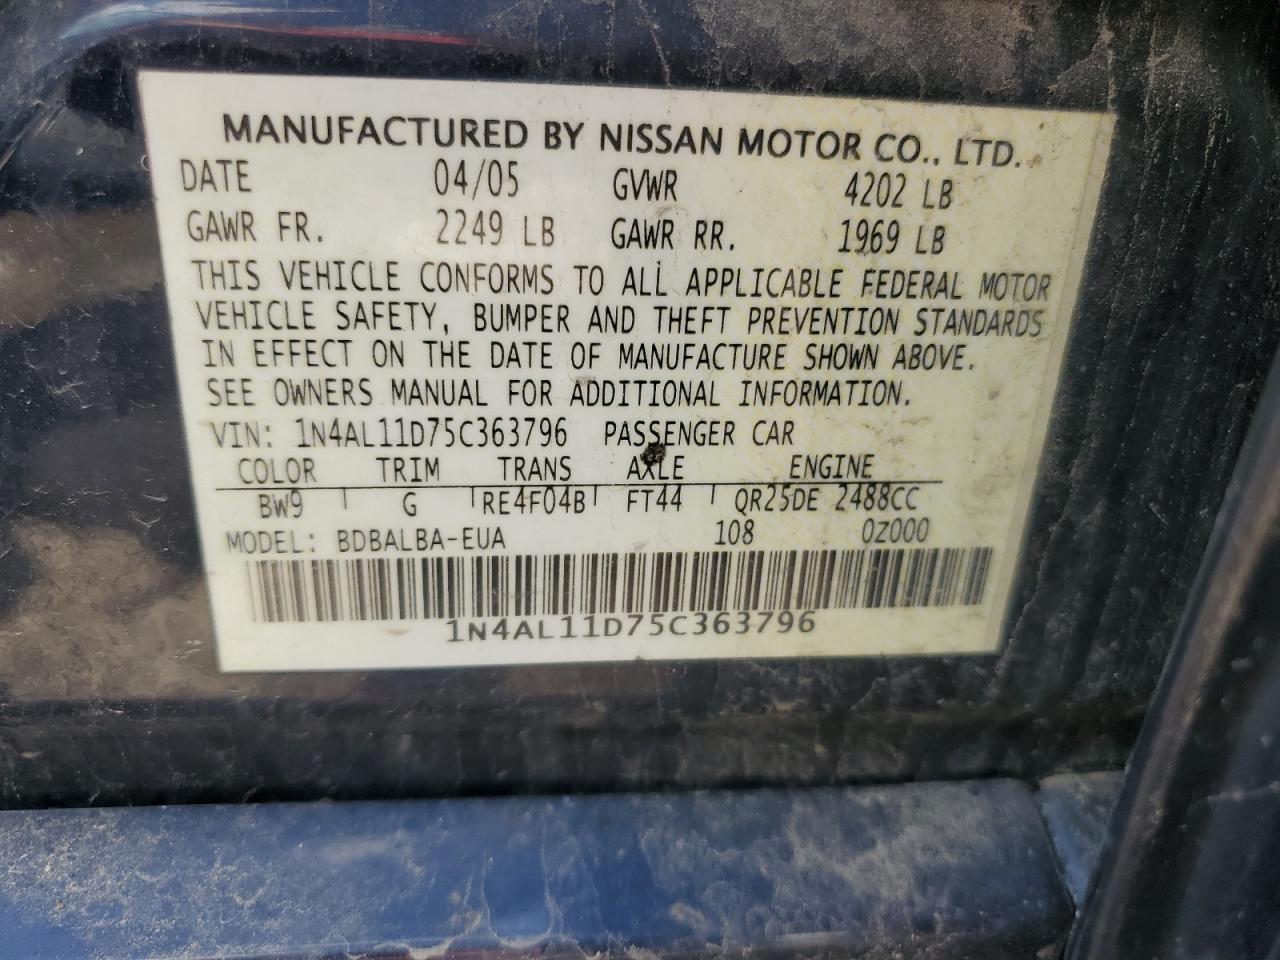 MANUFACTURED BY NISSAN MOTOR CO., LTD.
DATE 04/05 GVWR 4202 LB
GAWR FR. 2249 LB GAWR RR. 1969 LB
THIS VEHICLE CONFORMS TO ALL APPLICABLE FEDERAL MOTOR
VEHICLE SAFETY, BUMPER AND THEFT PREVENTION STANDARDS
IN EFFECT ON THE DATE OF MANUFACTURE SHOWN ABOVE.
SEE OWNERS MANUAL FOR ADDITIONAL INFORMATION.
VIN: 1N4AL11D75C363796 PASSENGER CAR
COLOR TRIM TRANS AXLE ENGINE
BW9 G RE4F04B FT44 QR25DE 2488CC
MODEL: BDBALBA-EUA 108 0Z000
1N4AL11D75C363796